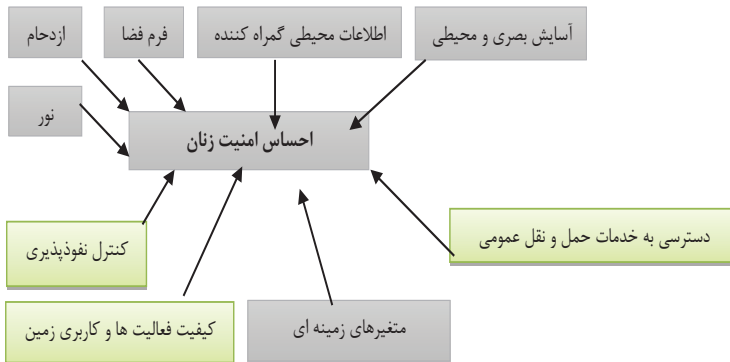 آسایش بصری و محیطی
اطلاعات محیطی گمراه کننده
فرم فضا
ازدحام
نور
احساس امنیت زنان
دسترسی به خدمات حمل و نقل عمومی
کنترل نفوذپذیری
متغیرهای زمینه ای
کیفیت فعالیت ها و کاربری زمین